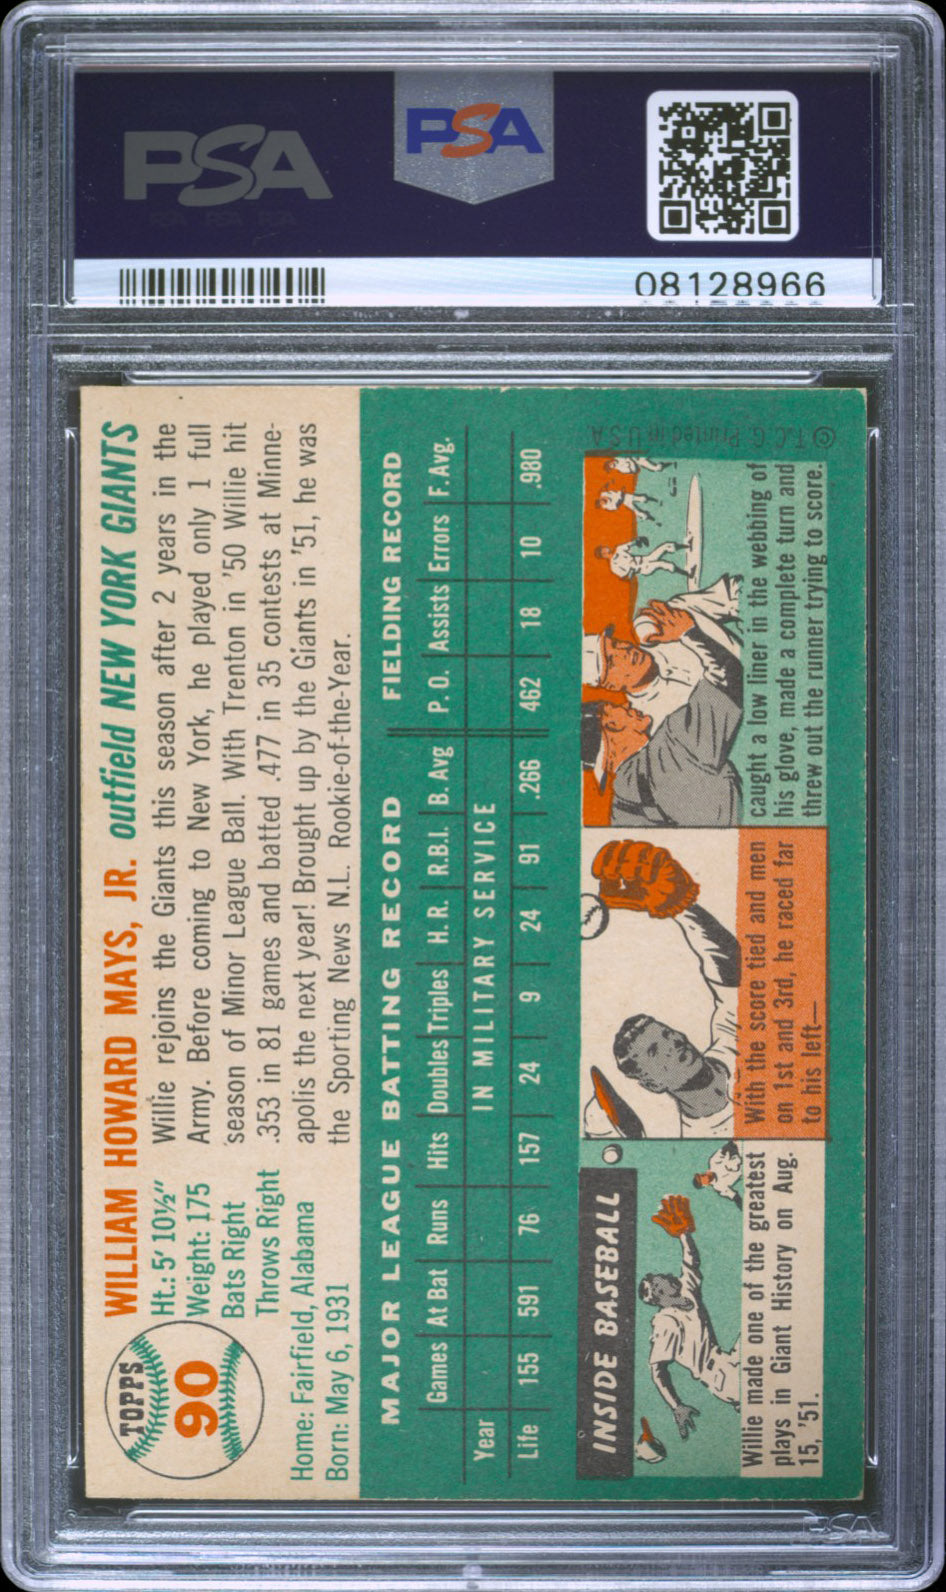 PSA
PSA
08128966
TOPPS
90
WILLIAM HOWARD MAYS, JR. outfield NEW YORK GIANTS
Ht.: 5' 10½"
Weight: 175
Bats Right
Throws Right
Home: Fairfield, Alabama
Born: May 6, 1931
Willie rejoins the Giants this season after 2 years in the
Army. Before coming to New York, he played only 1 full
season of Minor League Ball. With Trenton in '50 Willie hit
.353 in 81 games and batted .477 in 35 contests at Minne-
apolis the next year! Brought up by the Giants in '51, he was
the Sporting News N.L. Rookie-of-the-Year.
MAJOR LEAGUE BATTING RECORD FIELDING RECORD
Games At Bat Runs Hits Doubles Triples H. R. R.B.I. B. Avg P. O. Assists Errors F. Avg.
Year IN MILITARY SERVICE
Life 155 591 76 157 24 9 24 91 .266 462 18 10 .980
INSIDE BASEBALL
Willie made one of the greatest
plays in Giant History on Aug.
15, '51.
With the score tied and men
on 1st and 3rd, he raced far
to his left—
caught a low liner in the webbing of
his glove, made a complete turn and
threw out the runner trying to score.
© T. C. G. Printed in U S A
PSA